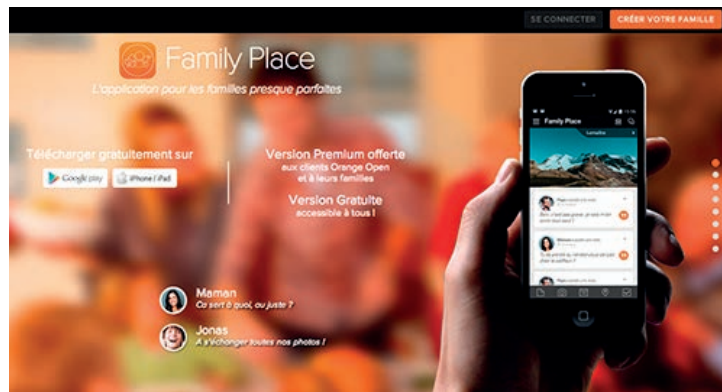 SE CONNECTER
CRÉER VOTRE FAMILLE
Family Place
L'application pour les familles presque parfaites
Télécharger gratuitement sur
Google play
iPhone / iPad
Version Premium offerte
aux clients Orange Open
et à leurs familles
Version Gratuite
accessible à tous !
Maman
Ca sert à quoi, au juste ?
Jonas
A s'échanger toutes nos photos !
Family Place
Lemaitre